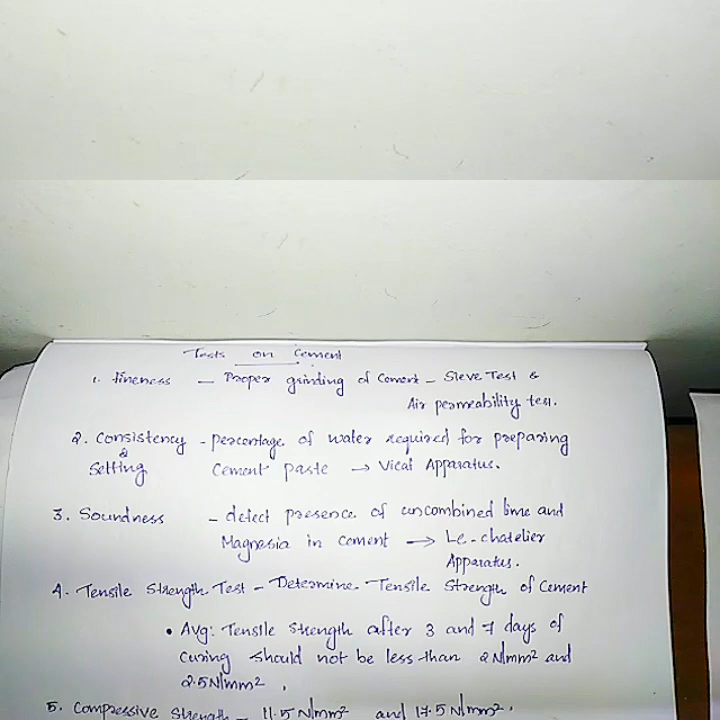 Tests on Cement
1. fineness — Proper grinding of Cement – Sieve Test &
Air permeability test.
2. Consistency - percentage of water required for preparing
&
Setting Cement paste → Vicat Apparatus.
3. Soundness - detect presence of uncombined lime and
Magnesia in cement → Le-chatelier
Apparatus.
4. Tensile Strength Test – Determine Tensile Strength of Cement
• Avg: Tensile Strength after 3 and 7 days of
Curing should not be less than 2 N/mm² and
2.5 N/mm².
5. Compressive Strength – 11.5 N/mm² and 17.5 N/mm².